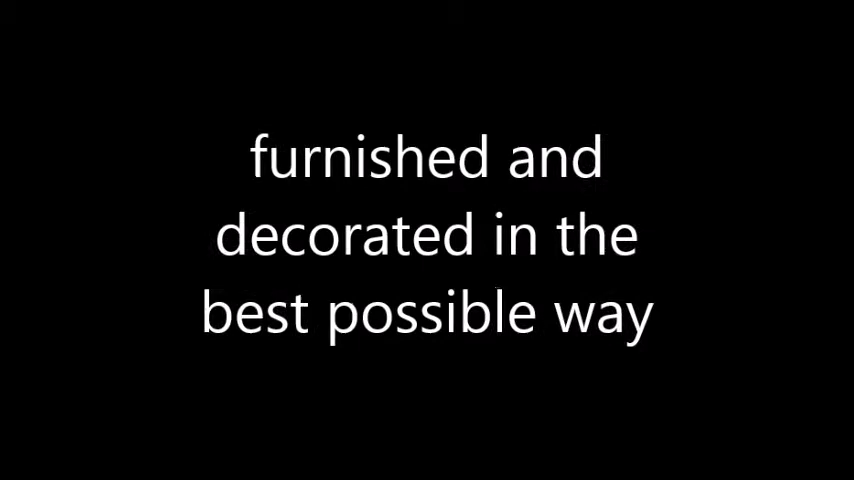 furnished and
decorated in the
best possible way